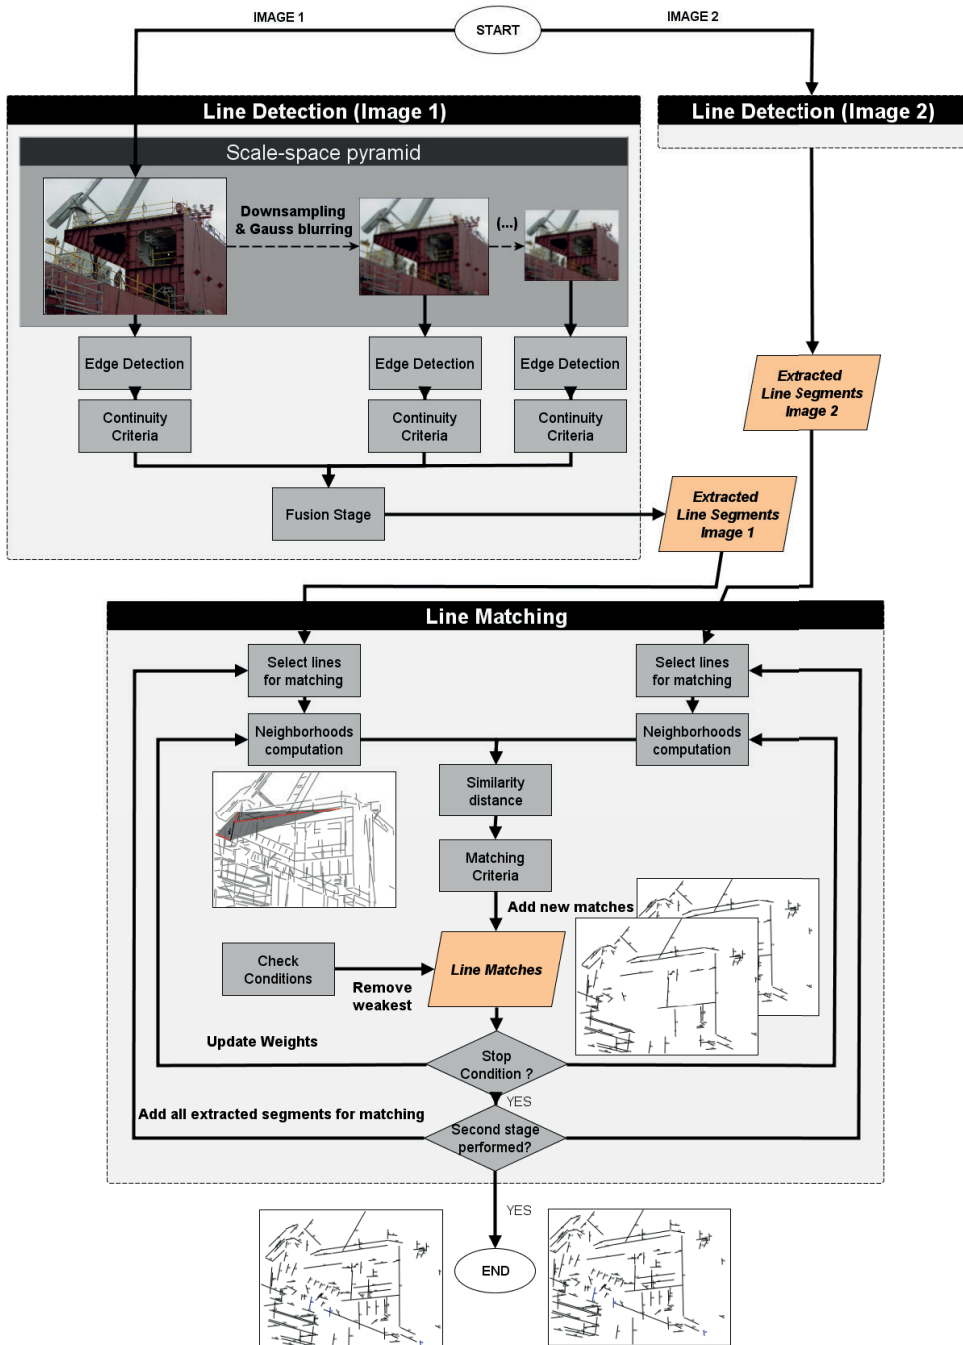 IMAGE 1
START
IMAGE 2
Line Detection (Image 1)
Line Detection (Image 2)
Scale-space pyramid
Downsampling
& Gauss blurring
(...)
Edge Detection
Edge Detection
Edge Detection
Continuity
Criteria
Continuity
Criteria
Continuity
Criteria
Extracted
Line Segments
Image 2
Fusion Stage
Extracted
Line Segments
Image 1
Line Matching
Select lines
for matching
Select lines
for matching
Neighborhoods
computation
Neighborhoods
computation
Similarity
distance
Matching
Criteria
Add new matches
Check
Conditions
Line Matches
Remove
weakest
Update Weights
Stop
Condition ?
YES
Add all extracted segments for matching
Second stage
performed?
YES
END